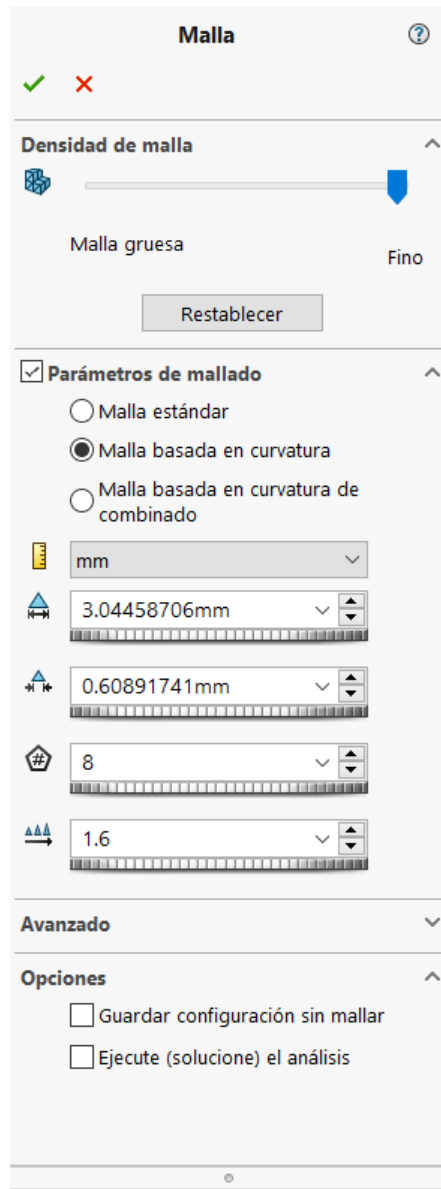 Malla
Densidad de malla
Malla gruesa
Fino
Restablecer
Parámetros de mallado
Malla estándar
Malla basada en curvatura
Malla basada en curvatura de
combinado
mm
3.04458706mm
0.60891741mm
8
1.6
Avanzado
Opciones
Guardar configuración sin mallar
Ejecute (solucione) el análisis